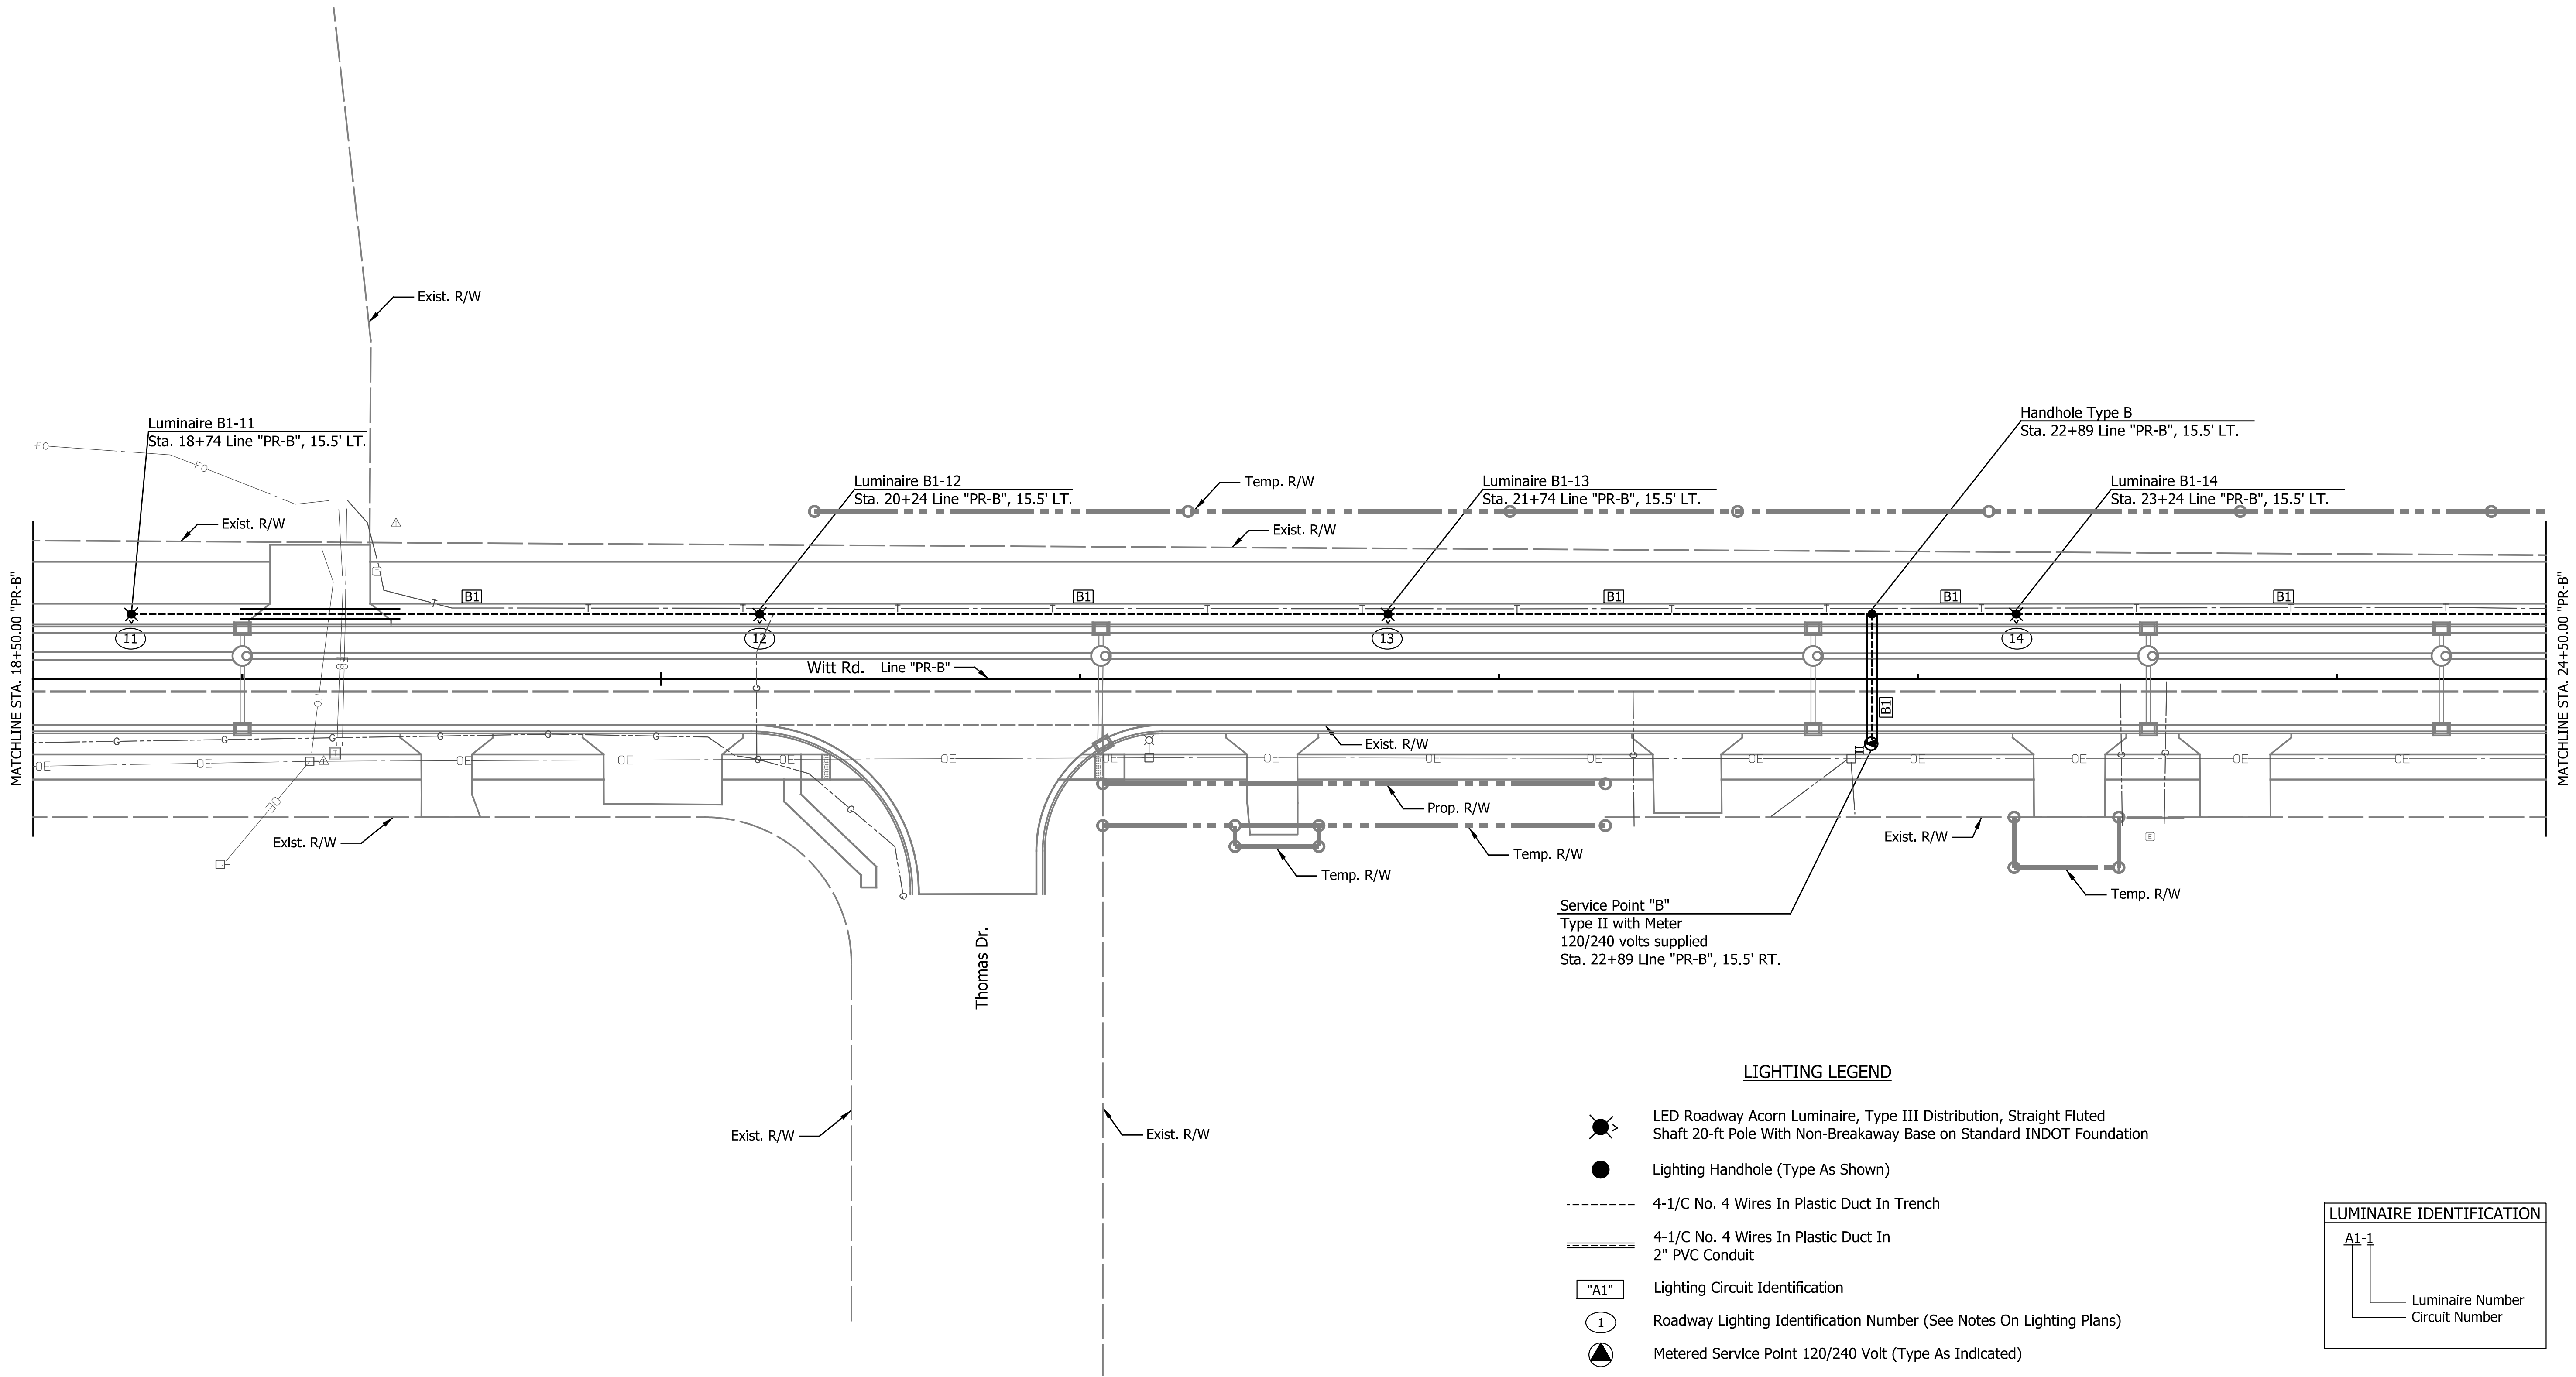 Exist. R/W
Luminaire B1-11
Sta. 18+74 Line "PR-B", 15.5' LT.
Handhole Type B
Sta. 22+89 Line "PR-B", 15.5' LT.
FO
FO
Luminaire B1-12
Sta. 20+24 Line "PR-B", 15.5' LT.
Temp. R/W
Luminaire B1-13
Sta. 21+74 Line "PR-B", 15.5' LT.
Luminaire B1-14
Sta. 23+24 Line "PR-B", 15.5' LT.
Exist. R/W
Exist. R/W
MATCHLINE STA. 18+50.00 "PR-B"
MATCHLINE STA. 24+50.00 "PR-B"
T
B1
B1
B1
B1
B1
T T T T T T T T T T T T T
11
12
13
14
Witt Rd. Line "PR-B"
B1
G G G G G G
Exist. R/W
II
OE OE OE OE OE OE OE OE OE OE OE OE OE OE OE
G
G
G
G
G
OE
Prop. R/W
Exist. R/W
Exist. R/W
E
Temp. R/W
Temp. R/W
Temp. R/W
Service Point "B"
Type II with Meter
120/240 volts supplied
Sta. 22+89 Line "PR-B", 15.5' RT.
Thomas Dr.
Exist. R/W
Exist. R/W
LIGHTING LEGEND
LED Roadway Acorn Luminaire, Type III Distribution, Straight Fluted
Shaft 20-ft Pole With Non-Breakaway Base on Standard INDOT Foundation
Lighting Handhole (Type As Shown)
4-1/C No. 4 Wires In Plastic Duct In Trench
4-1/C No. 4 Wires In Plastic Duct In
2" PVC Conduit
"A1" Lighting Circuit Identification
1 Roadway Lighting Identification Number (See Notes On Lighting Plans)
Metered Service Point 120/240 Volt (Type As Indicated)
LUMINAIRE IDENTIFICATION
A1-1
Luminaire Number
Circuit Number